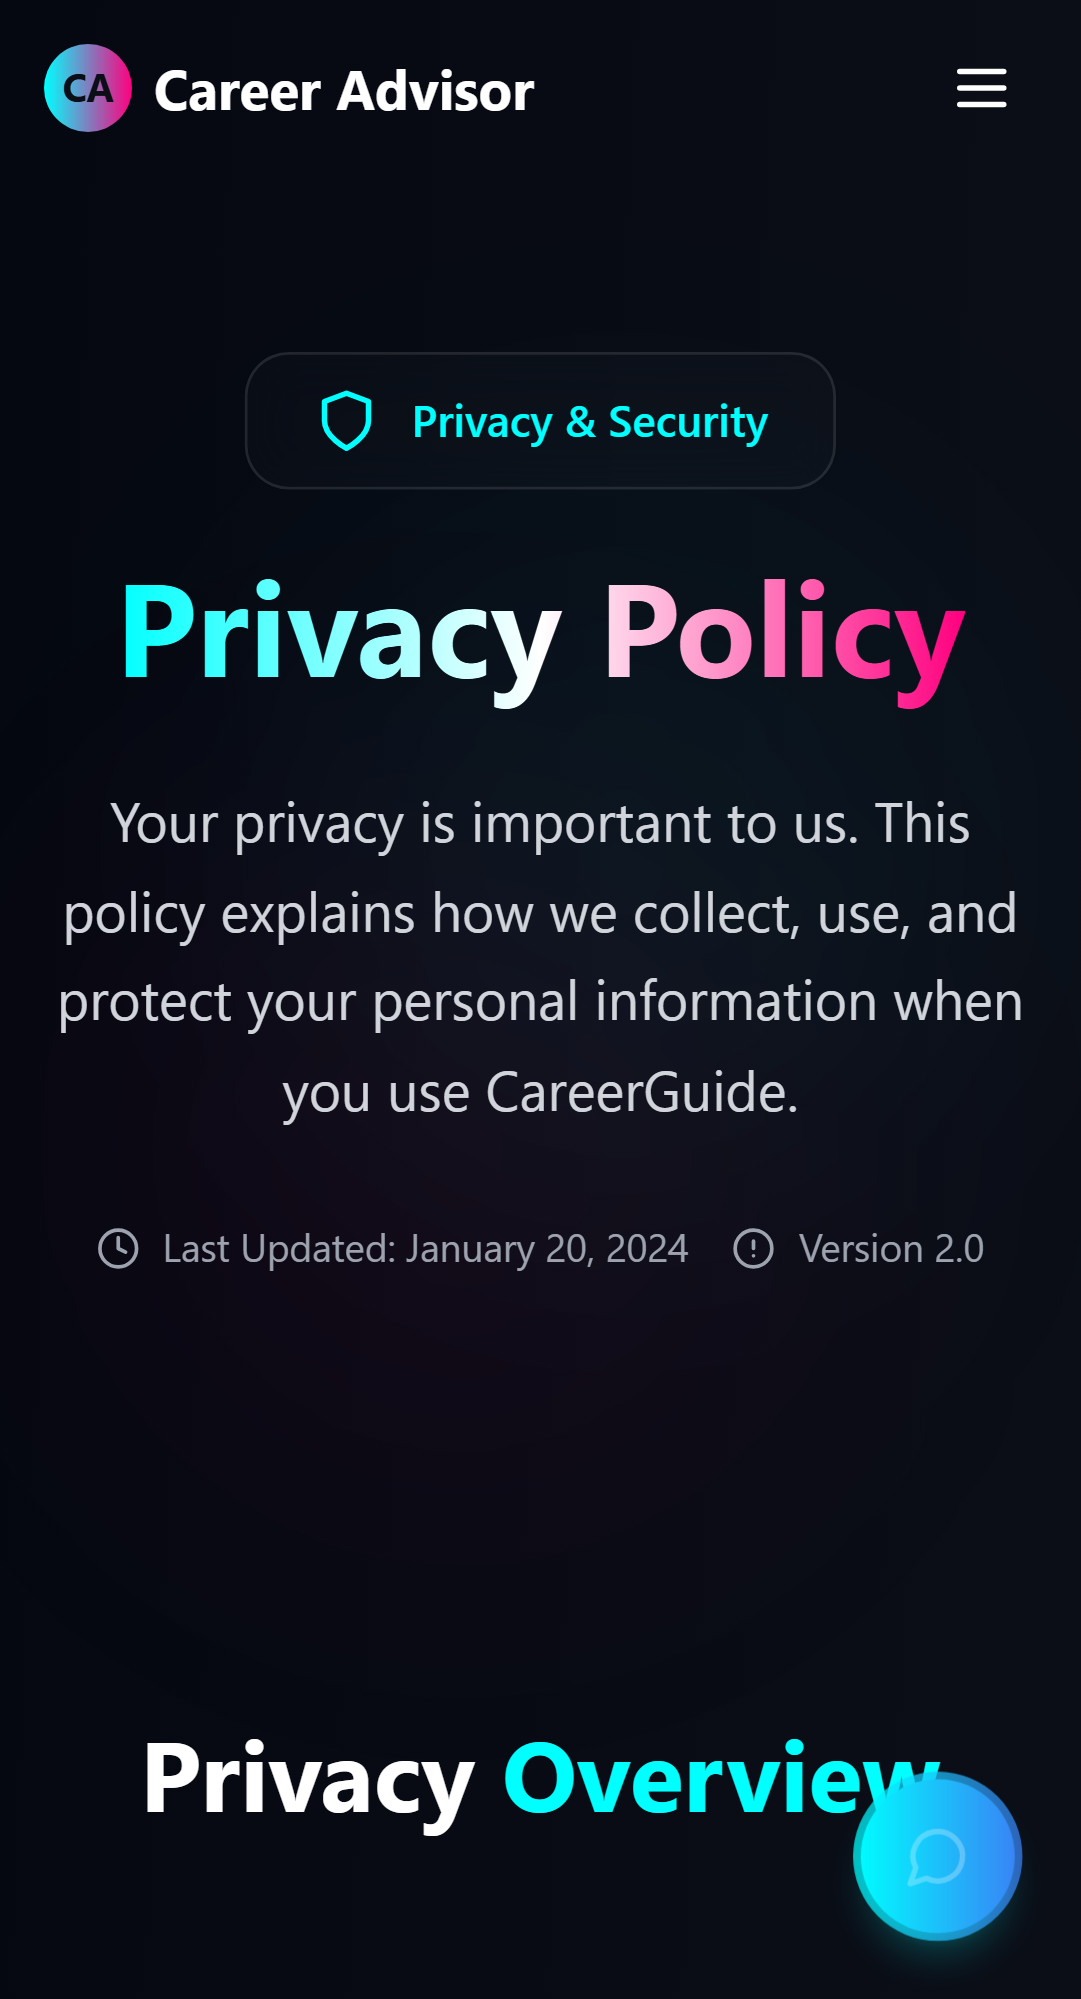 CA Career Advisor
Privacy & Security
Privacy Policy
Your privacy is important to us. This
policy explains how we collect, use, and
protect your personal information when
you use CareerGuide.
Last Updated: January 20, 2024 Version 2.0
Privacy Overview